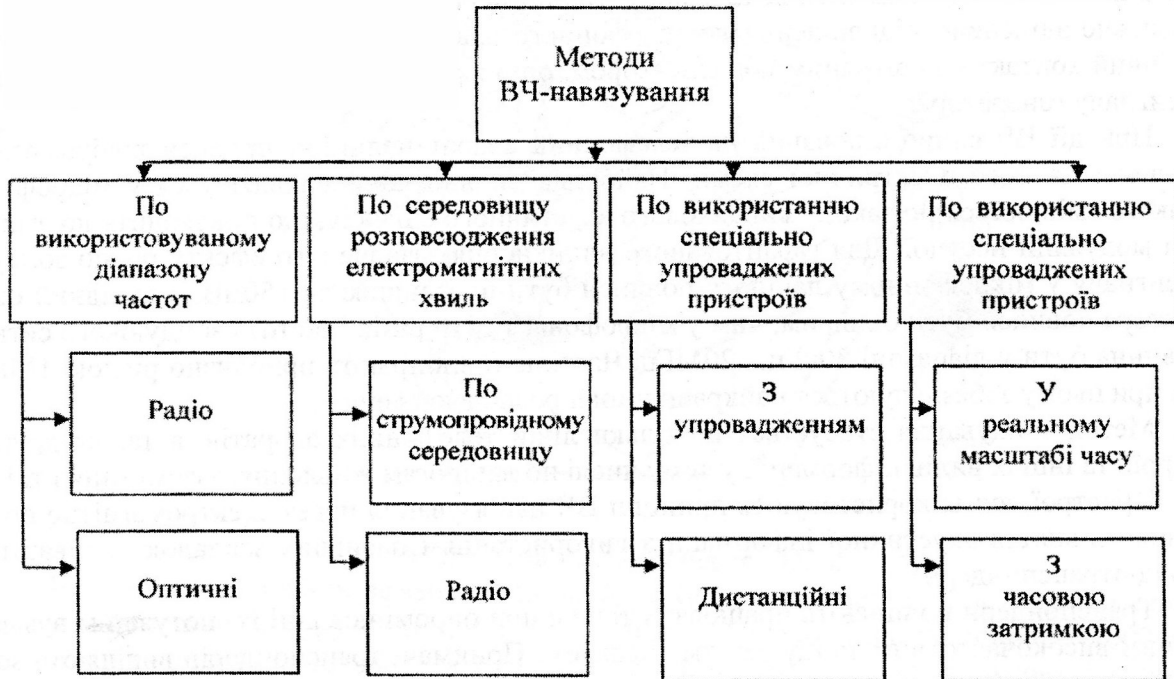 Методи
ВЧ-навязування
По
використовуваному
діапазону
частот
По середовищу
розповсюдження
електромагнітних
хвиль
По використанню
спеціально
упроваджених
пристроїв
По використанню
спеціально
упроваджених
пристроїв
Радіо
По
струмопровідному
середовищу
З
упровадженням
У
реальному
масштабі часу
Оптичні
Радіо
Дистанційні
З
часовою
затримкою